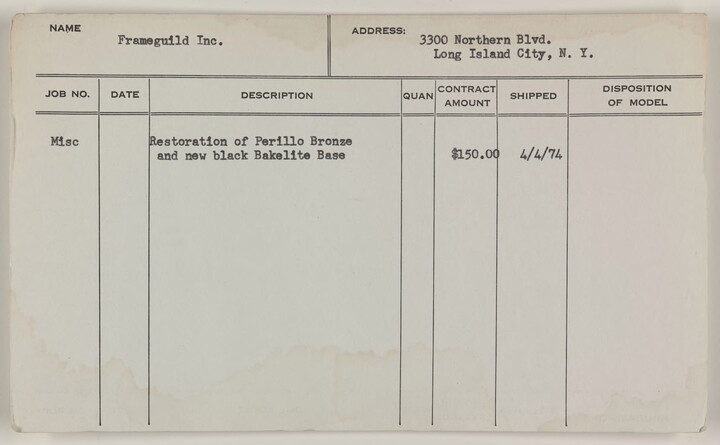 NAME Frameguild Inc. ADDRESS: 3300 Northern Blvd.
Long Island City, N. Y.
JOB NO. DATE DESCRIPTION QUAN CONTRACT AMOUNT SHIPPED DISPOSITION OF MODEL
Misc Restoration of Perillo Bronze
and new black Bakelite Base $150.00 4/4/74